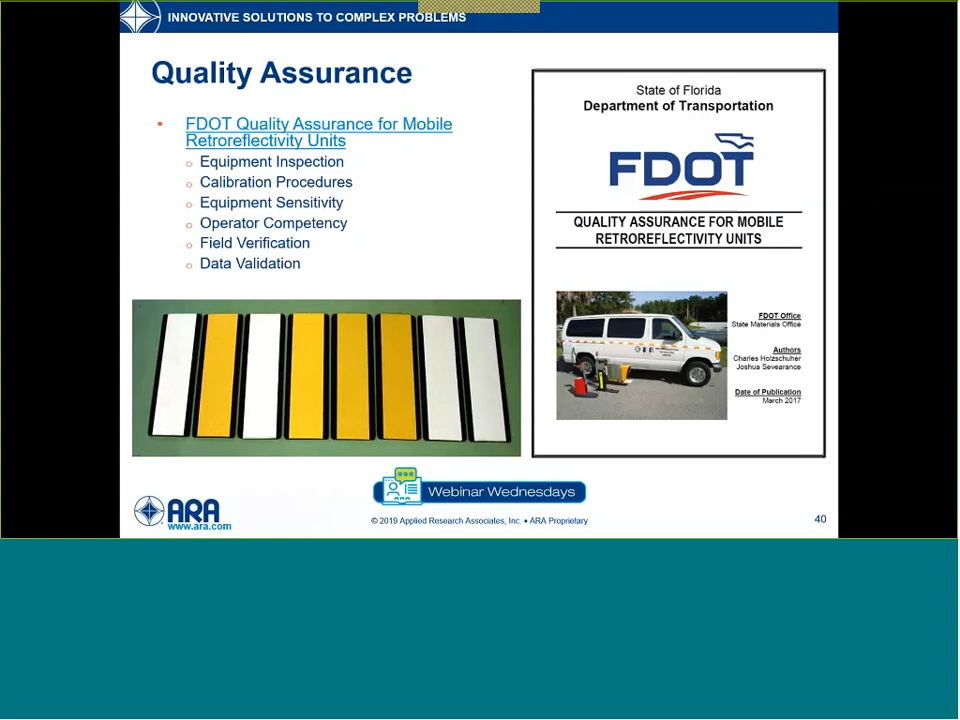 INNOVATIVE SOLUTIONS TO COMPLEX PROBLEMS
Quality Assurance
• FDOT Quality Assurance for Mobile
Retroreflectivity Units
o Equipment Inspection
o Calibration Procedures
o Equipment Sensitivity
o Operator Competency
o Field Verification
o Data Validation
State of Florida
Department of Transportation
FDOT
QUALITY ASSURANCE FOR MOBILE
RETROREFLECTIVITY UNITS
FDOT Office
State Materials Office
Authors
Charles Holzschuher
Joshua Sevearance
Date of Publication
March 2017
Webinar Wednesdays
ARA
www.ara.com
© 2019 Applied Research Associates, Inc. • ARA Proprietary
40